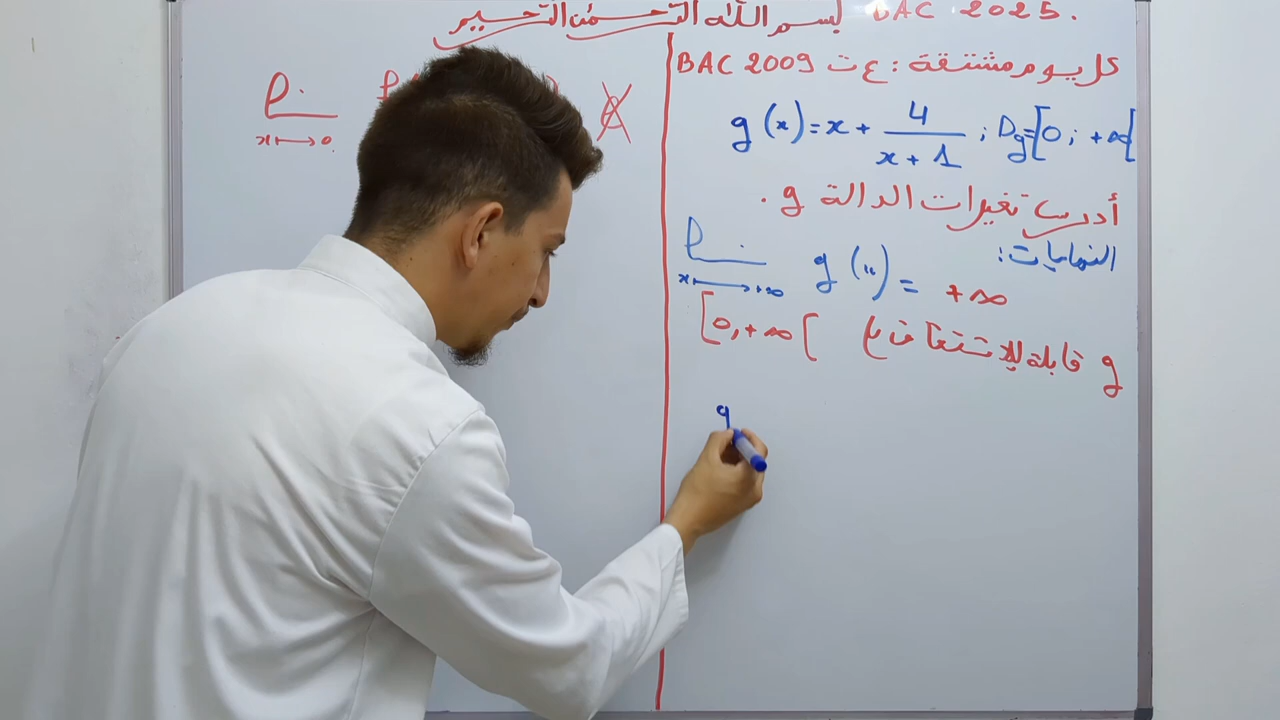 بسم الله الرحمن الرحيم BAC 2025.
كل يوم مشتقة : ع ت BAC 2009
g(x) = x + 4/(x+1) ; Dg = [0 ; +∞[
أدرس تغيرات الدالة g .
النهايات:
lim x→+∞ g(x) = +∞
g قابلة للاشتقاق على [0,+∞[
g
lim x→0